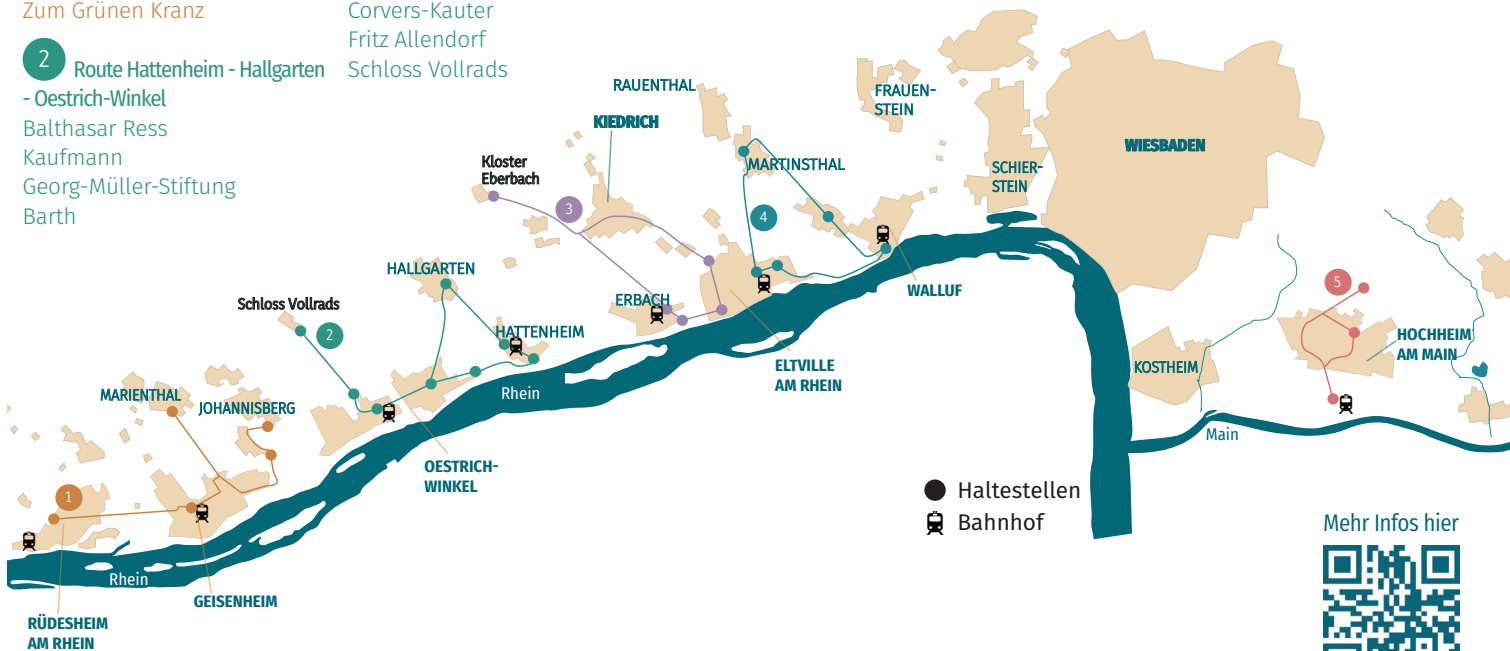 Zum Grünen Kranz
2 Route Hattenheim - Hallgarten
- Oestrich-Winkel
Balthasar Ress
Kaufmann
Georg-Müller-Stiftung
Barth
Corvers-Kauter
Fritz Allendorf
Schloss Vollrads
RAUENTHAL
KIEDRICH
FRAUEN-
STEIN
WIESBADEN
SCHIER-
STEIN
MARTINSTHAL
Kloster
Eberbach
3
4
HALLGARTEN
ERBACH
WALLUF
5
Schloss Vollrads
2
HATTENHEIM
HOCHHEIM
AM MAIN
KOSTHEIM
ELTVILLE
AM RHEIN
MARIENTHAL
JOHANNISBERG
Rhein
Main
OESTRICH-
WINKEL
1
Haltestellen
Bahnhof
Mehr Infos hier
Rhein
GEISENHEIM
RÜDESHEIM
AM RHEIN